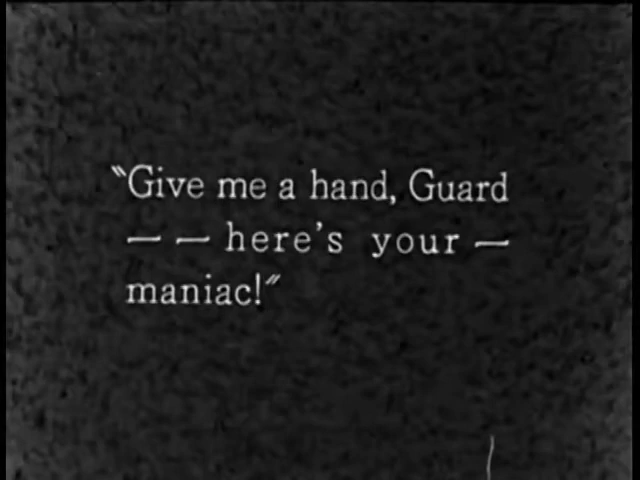 "Give me a hand, Guard
— — here's your —
maniac!"